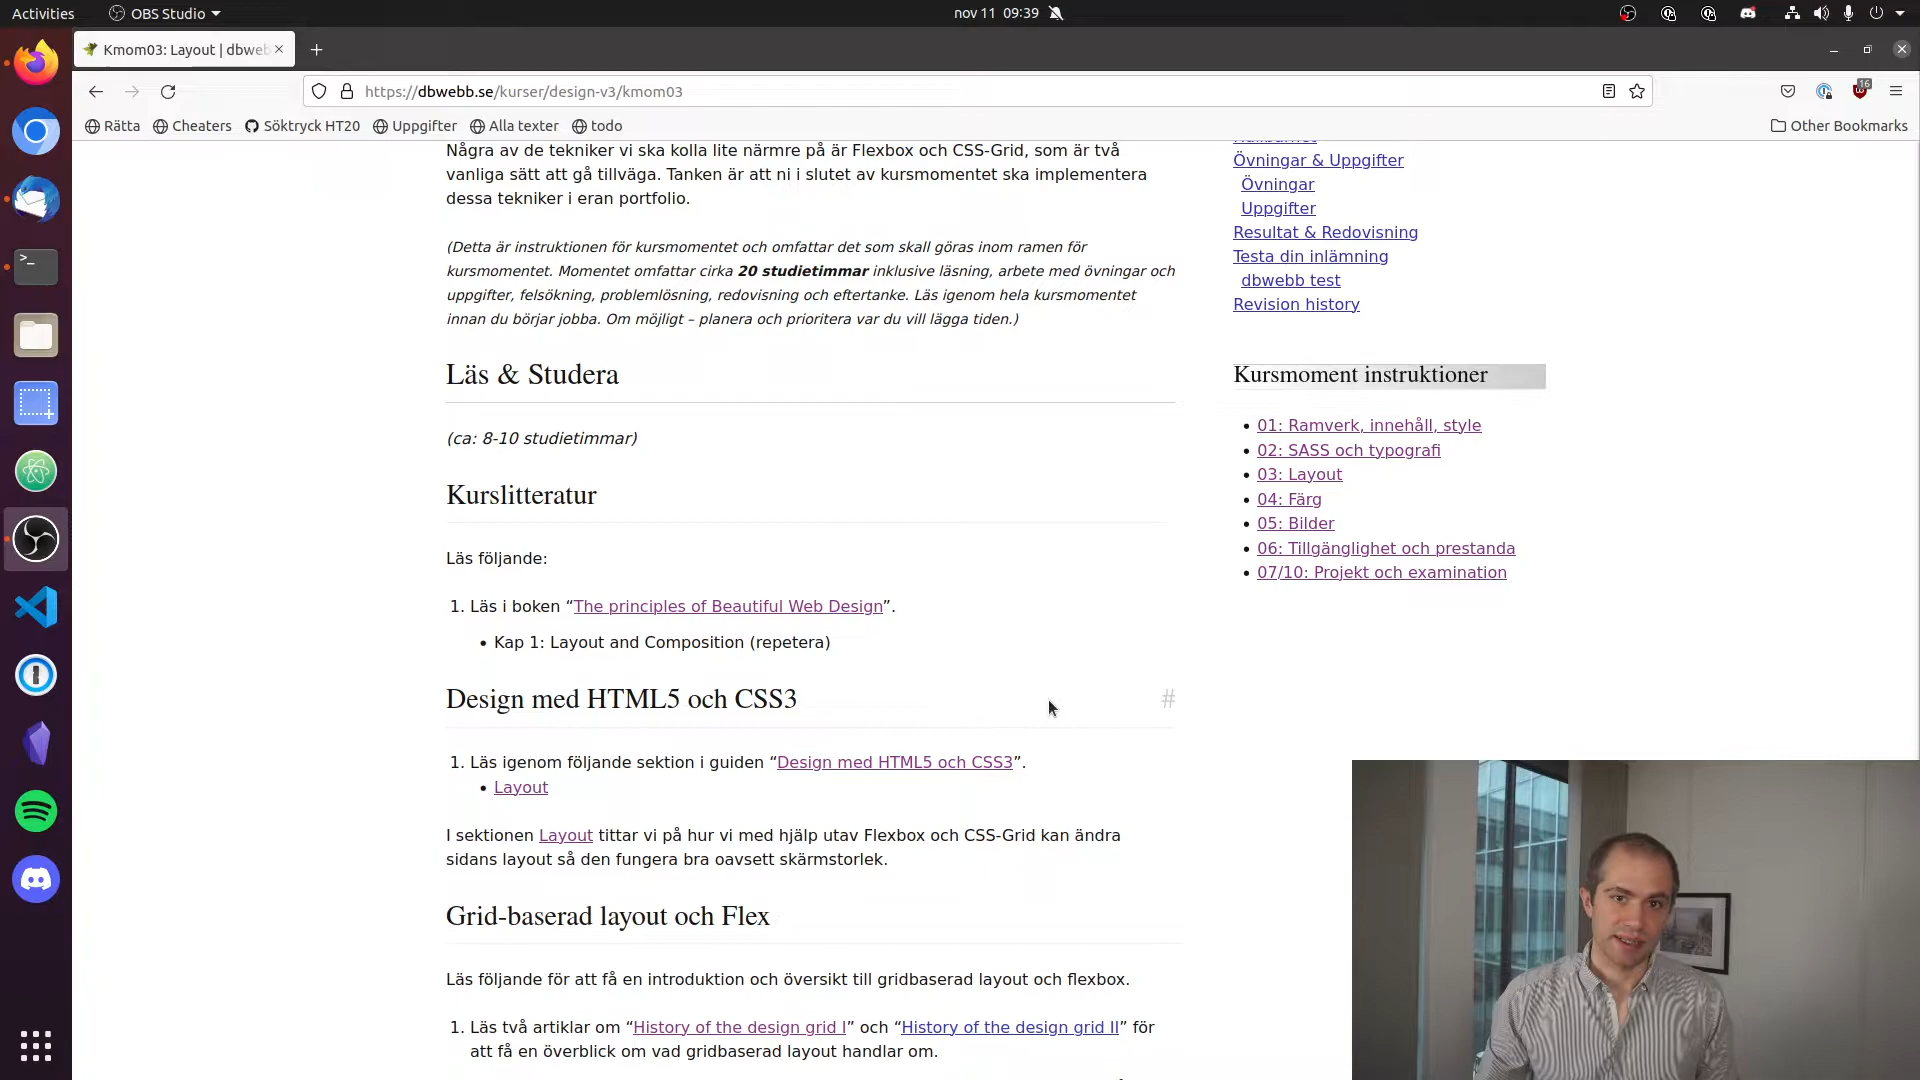 Activities
OBS Studio
nov 11 09:39
Kmom03: Layout | dbweb
https://dbwebb.se/kurser/design-v3/kmom03
16
Rätta
Cheaters
Söktryck HT20
Uppgifter
Alla texter
todo
Other Bookmarks
Några av de tekniker vi ska kolla lite närmre på är Flexbox och CSS-Grid, som är två
vanliga sätt att gå tillväga. Tanken är att ni i slutet av kursmomentet ska implementera
dessa tekniker i eran portfolio.
(Detta är instruktionen för kursmomentet och omfattar det som skall göras inom ramen för
kursmomentet. Momentet omfattar cirka 20 studietimmar inklusive läsning, arbete med övningar och
uppgifter, felsökning, problemlösning, redovisning och eftertanke. Läs igenom hela kursmomentet
innan du börjar jobba. Om möjligt – planera och prioritera var du vill lägga tiden.)
Läs & Studera
(ca: 8-10 studietimmar)
Kurslitteratur
Läs följande:
1. Läs i boken “The principles of Beautiful Web Design”.
• Kap 1: Layout and Composition (repetera)
Design med HTML5 och CSS3
#
1. Läs igenom följande sektion i guiden “Design med HTML5 och CSS3”.
• Layout
I sektionen Layout tittar vi på hur vi med hjälp utav Flexbox och CSS-Grid kan ändra
sidans layout så den fungera bra oavsett skärmstorlek.
Grid-baserad layout och Flex
Läs följande för att få en introduktion och översikt till gridbaserad layout och flexbox.
1. Läs två artiklar om “History of the design grid I” och “History of the design grid II” för
att få en överblick om vad gridbaserad layout handlar om.
Övningar & Uppgifter
Övningar
Uppgifter
Resultat & Redovisning
Testa din inlämning
dbwebb test
Revision history
Kursmoment instruktioner
• 01: Ramverk, innehåll, style
• 02: SASS och typografi
• 03: Layout
• 04: Färg
• 05: Bilder
• 06: Tillgänglighet och prestanda
• 07/10: Projekt och examination